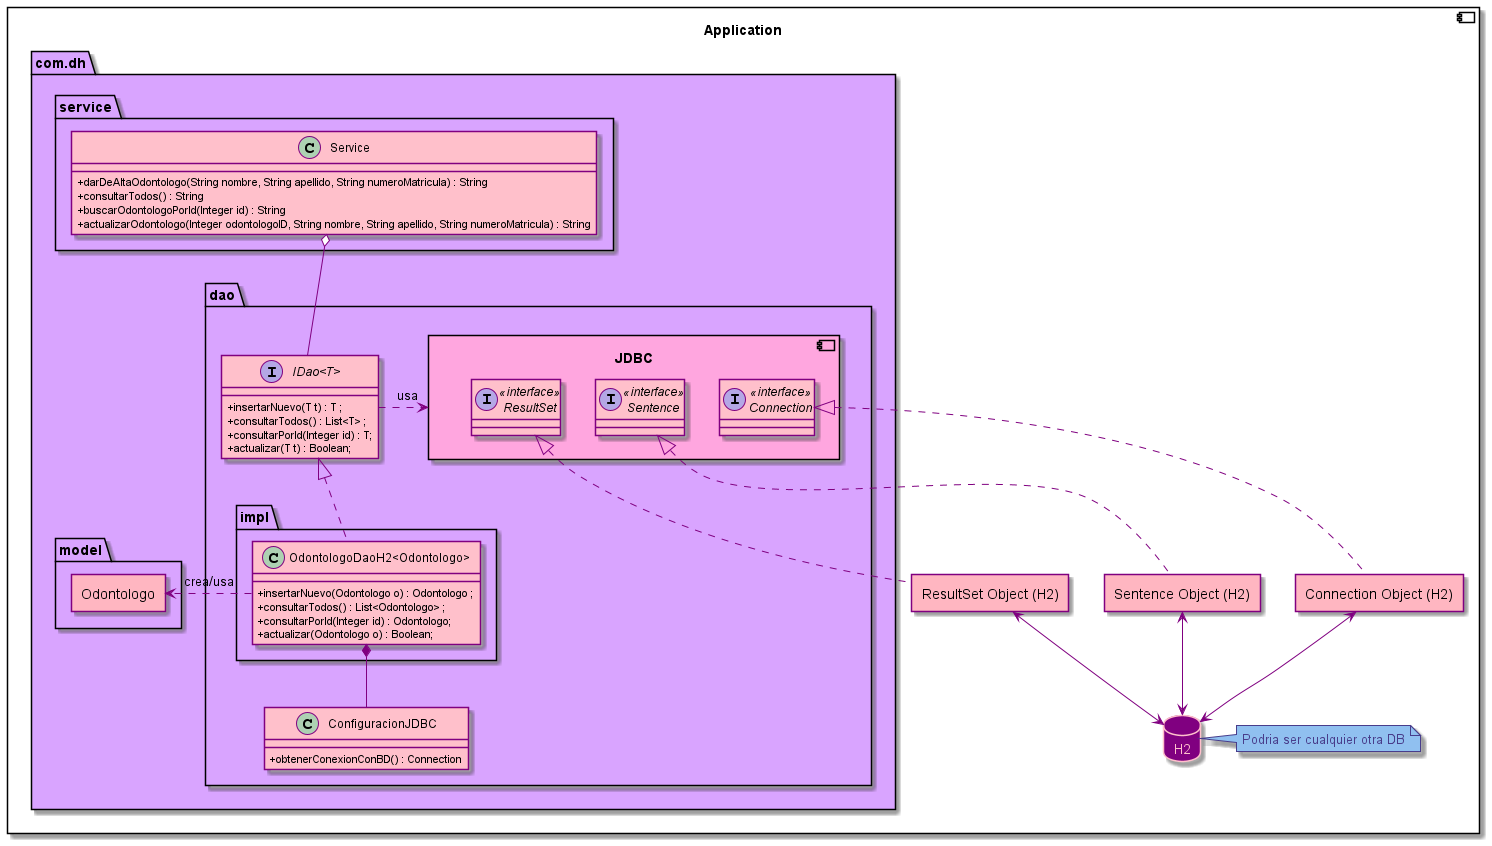 Application
com.dh
service
C Service
+darDeAltaOdontologo(String nombre, String apellido, String numeroMatricula) : String
+consultarTodos() : String
+buscarOdontologoPorId(Integer id) : String
+actualizarOdontologo(Integer odontologoID, String nombre, String apellido, String numeroMatricula) : String
dao
I IDao<T>
+insertarNuevo(T t) : T ;
+consultarTodos() : List<T> ;
+consultarPorId(Integer id) : T;
+actualizar(T t) : Boolean;
usa
JDBC
I «interface»
ResultSet
I «interface»
Sentence
I «interface»
Connection
impl
C OdontologoDaoH2<Odontologo>
+insertarNuevo(Odontologo o) : Odontologo ;
+consultarTodos() : List<Odontologo> ;
+consultarPorId(Integer id) : Odontologo;
+actualizar(Odontologo o) : Boolean;
model
Odontologo
crea/usa
ResultSet Object (H2)
Sentence Object (H2)
Connection Object (H2)
C ConfiguracionJDBC
+obtenerConexionConBD() : Connection
H2
Podria ser cualquier otra DB